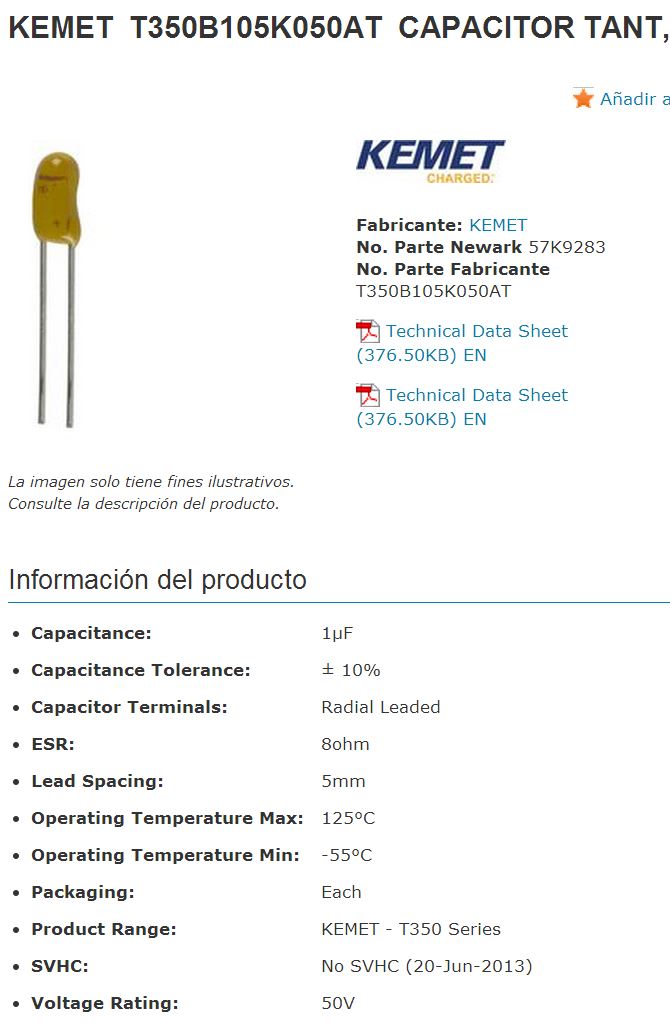 KEMET T350B105K050AT CAPACITOR TANT,
Añadir a
KEMET
CHARGED.
Fabricante: KEMET
No. Parte Newark 57K9283
No. Parte Fabricante
T350B105K050AT
Technical Data Sheet
(376.50KB) EN
Technical Data Sheet
(376.50KB) EN
La imagen solo tiene fines ilustrativos.
Consulte la descripción del producto.
Información del producto
• Capacitance: 1µF
• Capacitance Tolerance: ± 10%
• Capacitor Terminals: Radial Leaded
• ESR: 8ohm
• Lead Spacing: 5mm
• Operating Temperature Max: 125°C
• Operating Temperature Min: -55°C
• Packaging: Each
• Product Range: KEMET - T350 Series
• SVHC: No SVHC (20-Jun-2013)
• Voltage Rating: 50V